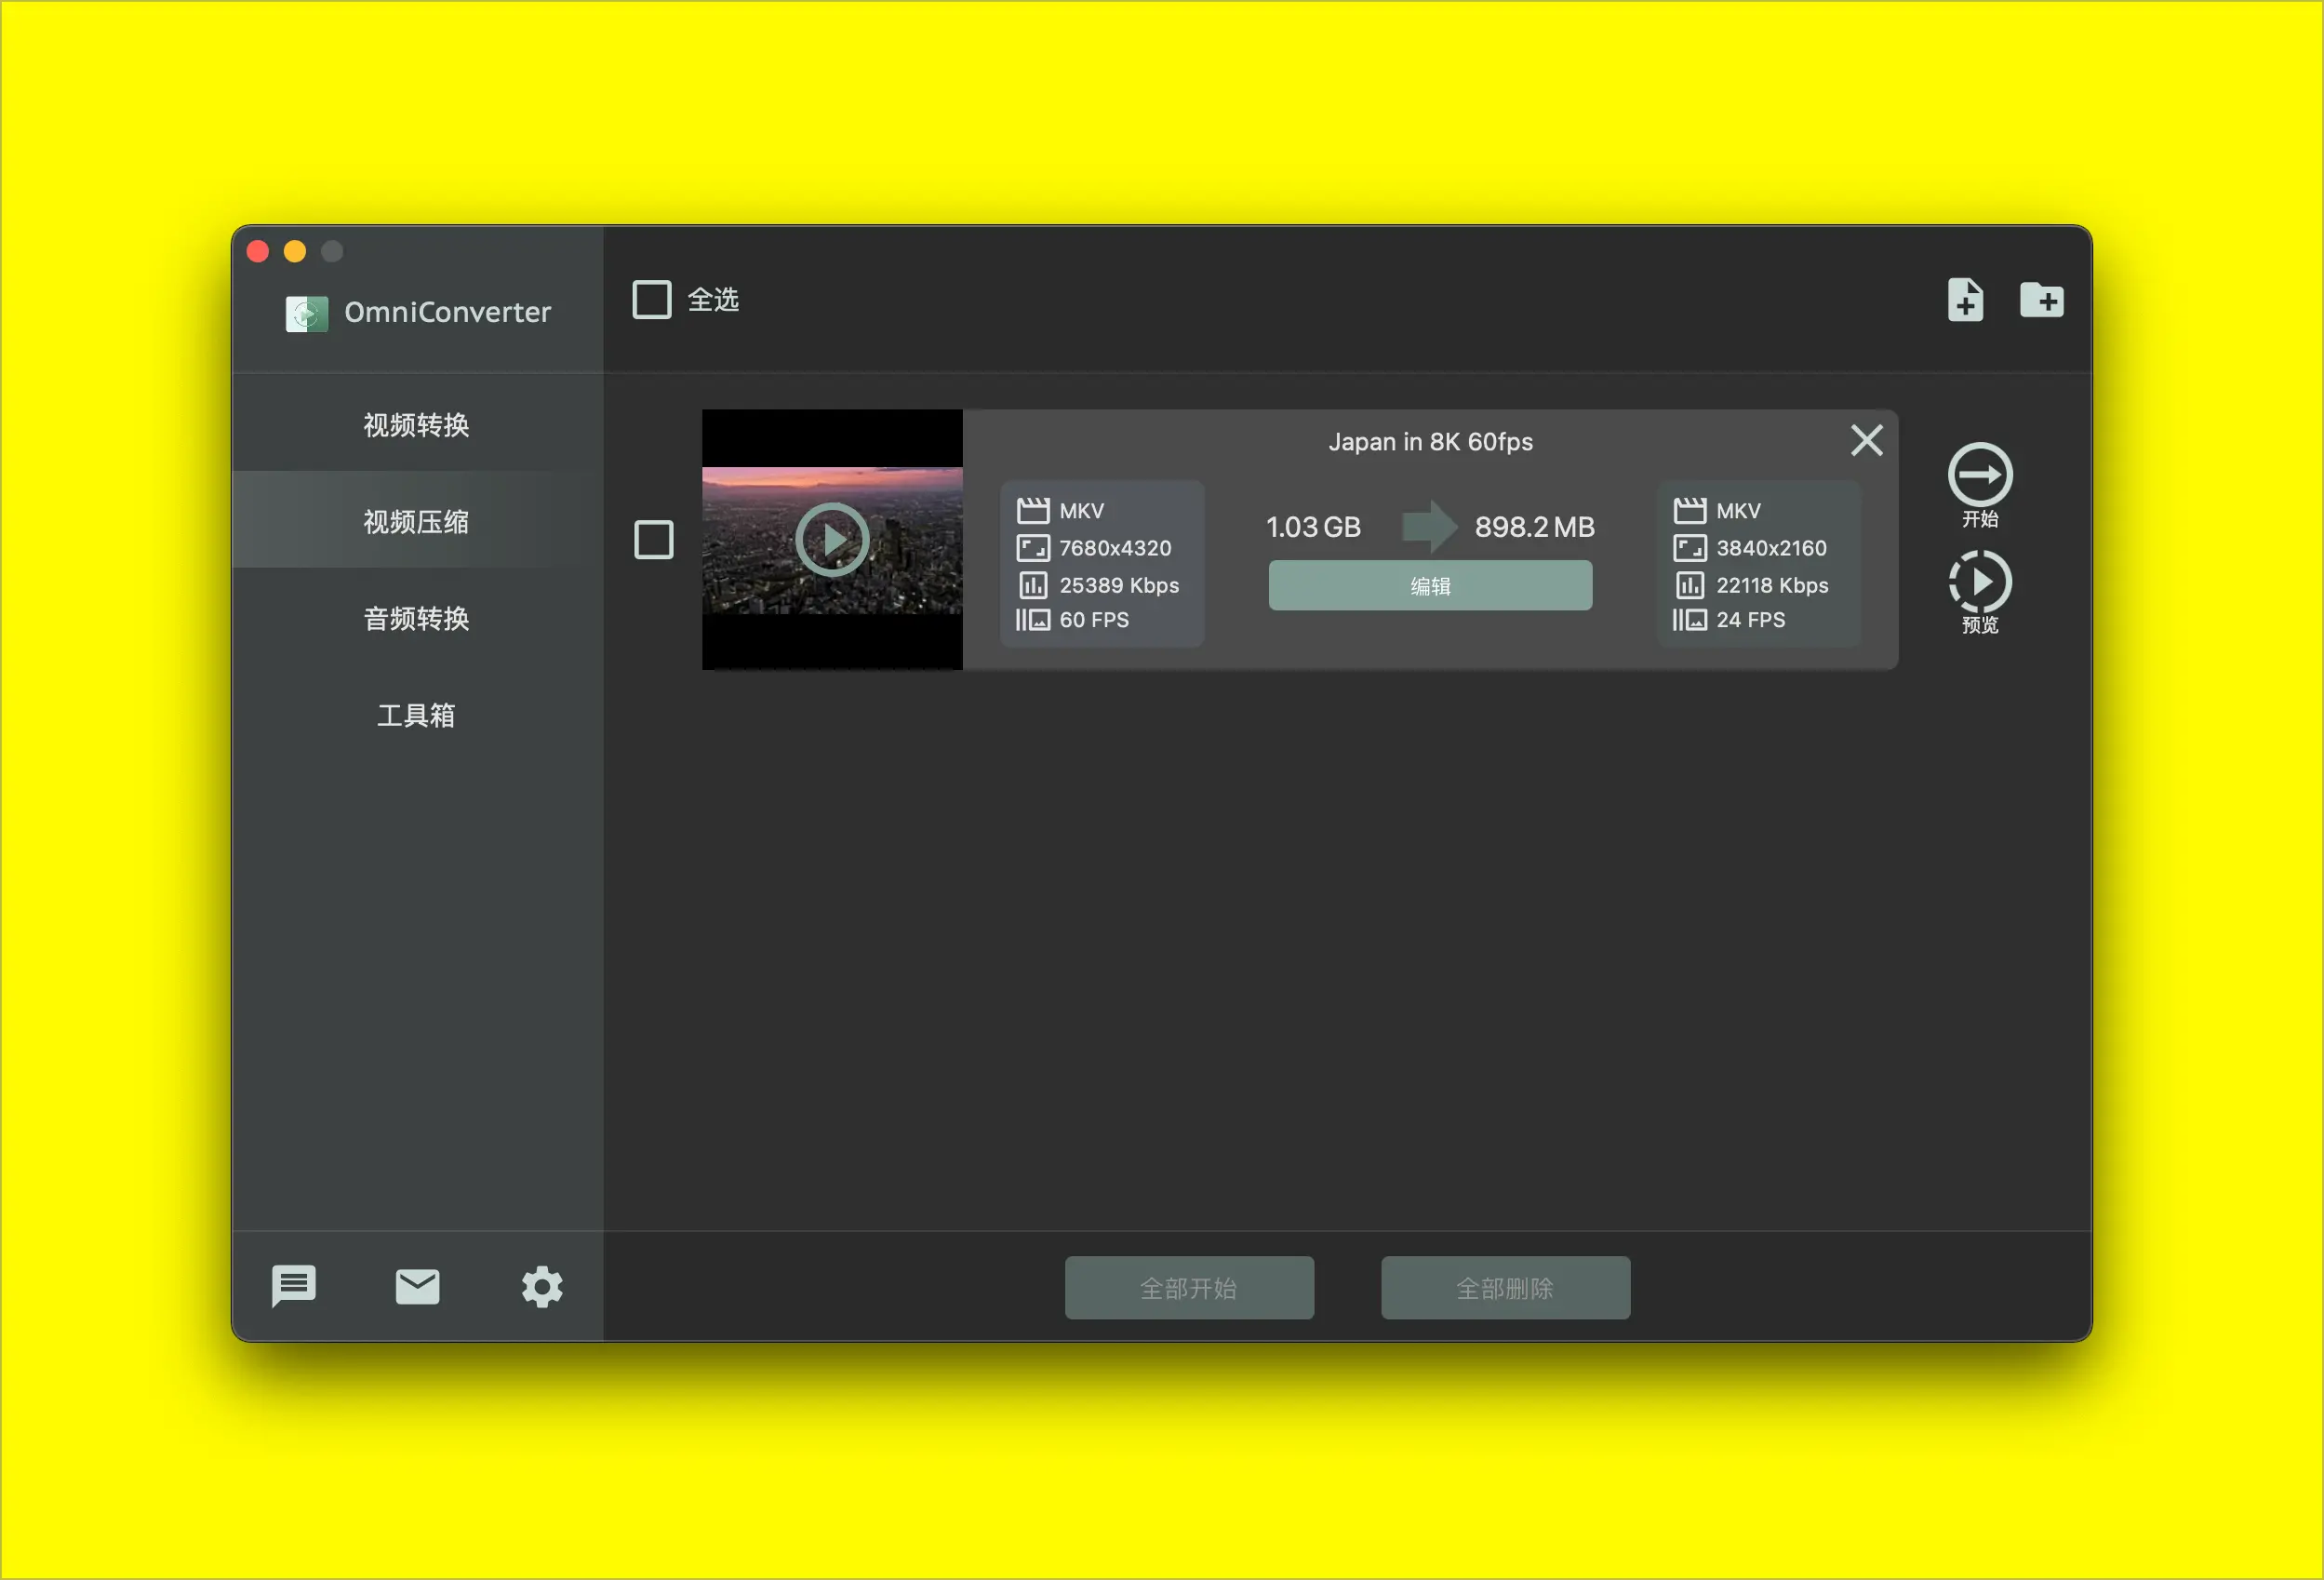 OmniConverter
视频转换
视频压缩
音频转换
工具箱
全选
Japan in 8K 60fps
MKV
7680x4320
25389 Kbps
60 FPS
1.03 GB
898.2 MB
编辑
MKV
3840x2160
22118 Kbps
24 FPS
开始
预览
全部开始
全部删除